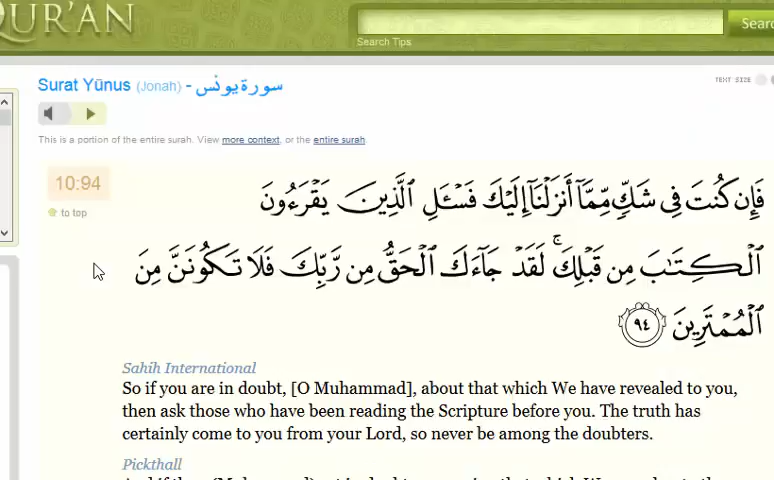 QUR'AN
Search Tips
Surat Yūnus (Jonah) - سورة يونس
TEXT SIZE
This is a portion of the entire surah. View more context, or the entire surah.
10:94
to top
فَإِن كُنتَ فِي شَكٍّ مِّمَّآ أَنزَلْنَآ إِلَيْكَ فَسْـَٔلِ ٱلَّذِينَ يَقْرَءُونَ
ٱلْكِتَـٰبَ مِن قَبْلِكَ ۚ لَقَدْ جَآءَكَ ٱلْحَقُّ مِن رَّبِّكَ فَلَا تَكُونَنَّ مِنَ
ٱلْمُمْتَرِينَ ٩٤
Sahih International
So if you are in doubt, [O Muhammad], about that which We have revealed to you,
then ask those who have been reading the Scripture before you. The truth has
certainly come to you from your Lord, so never be among the doubters.
Pickthall